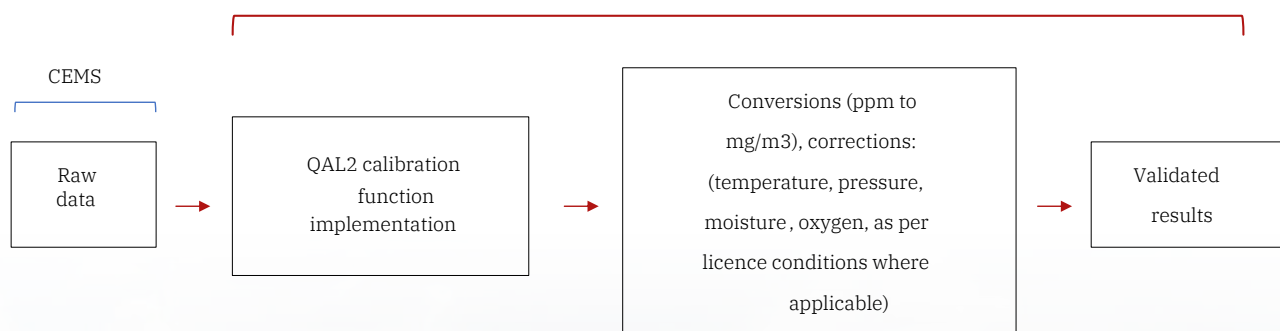 CEMS
Raw
data
QAL2 calibration
function
implementation
Conversions (ppm to
mg/m3), corrections:
(temperature, pressure,
moisture , oxygen, as per
licence conditions where
applicable)
Validated
results